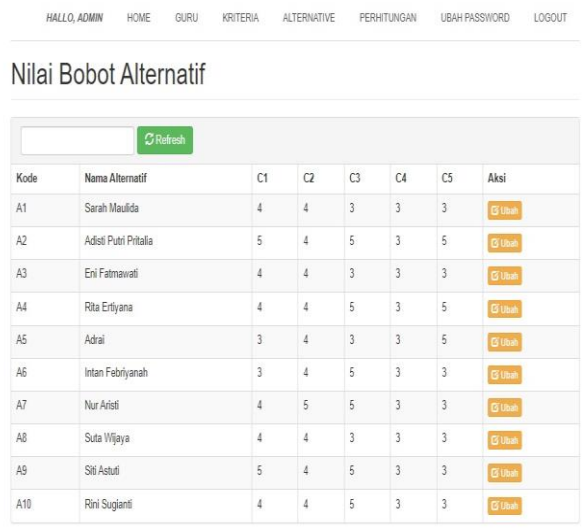 HALLO, ADMIN HOME GURU KRITERIA ALTERNATIVE PERHITUNGAN UBAH PASSWORD LOGOUT
Nilai Bobot Alternatif
Refresh
Kode Nama Alternatif C1 C2 C3 C4 C5 Aksi
A1 Sarah Maulida 4 4 3 3 3 Ubah
A2 Adisti Putri Pritalia 5 4 5 3 5 Ubah
A3 Eni Fatmawati 4 4 3 3 3 Ubah
A4 Rita Ertiyana 4 4 5 3 5 Ubah
A5 Adrai 3 4 3 3 5 Ubah
A6 Intan Febriyanah 3 4 5 3 3 Ubah
A7 Nur Aristi 4 5 5 3 3 Ubah
A8 Suta Wijaya 4 4 3 3 3 Ubah
A9 Siti Astuti 5 4 5 3 3 Ubah
A10 Rini Sugianti 4 4 5 3 3 Ubah